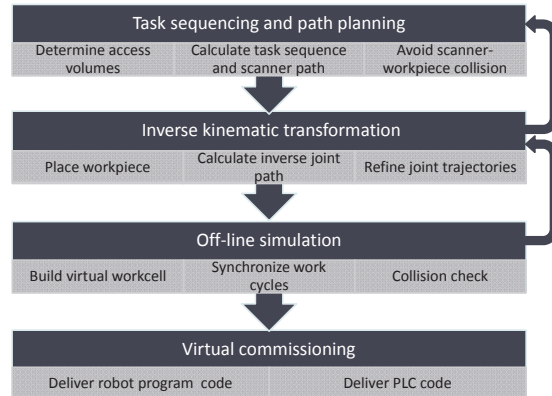 Task sequencing and path planning
Determine access
volumes
Calculate task sequence
and scanner path
Avoid scanner-
workpiece collision
Inverse kinematic transformation
Place workpiece
Calculate inverse joint
path
Refine joint trajectories
Off-line simulation
Build virtual workcell
Synchronize work
cycles
Collision check
Virtual commissioning
Deliver robot program code
Deliver PLC code